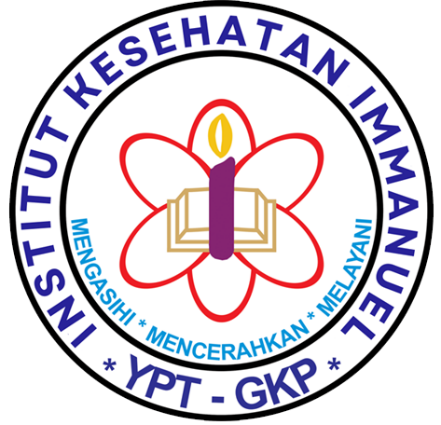 INSTITUT KESEHATAN IMMANUEL
MENGASIHI * MENCERAHKAN * MELAYANI
* YPT - GKP *